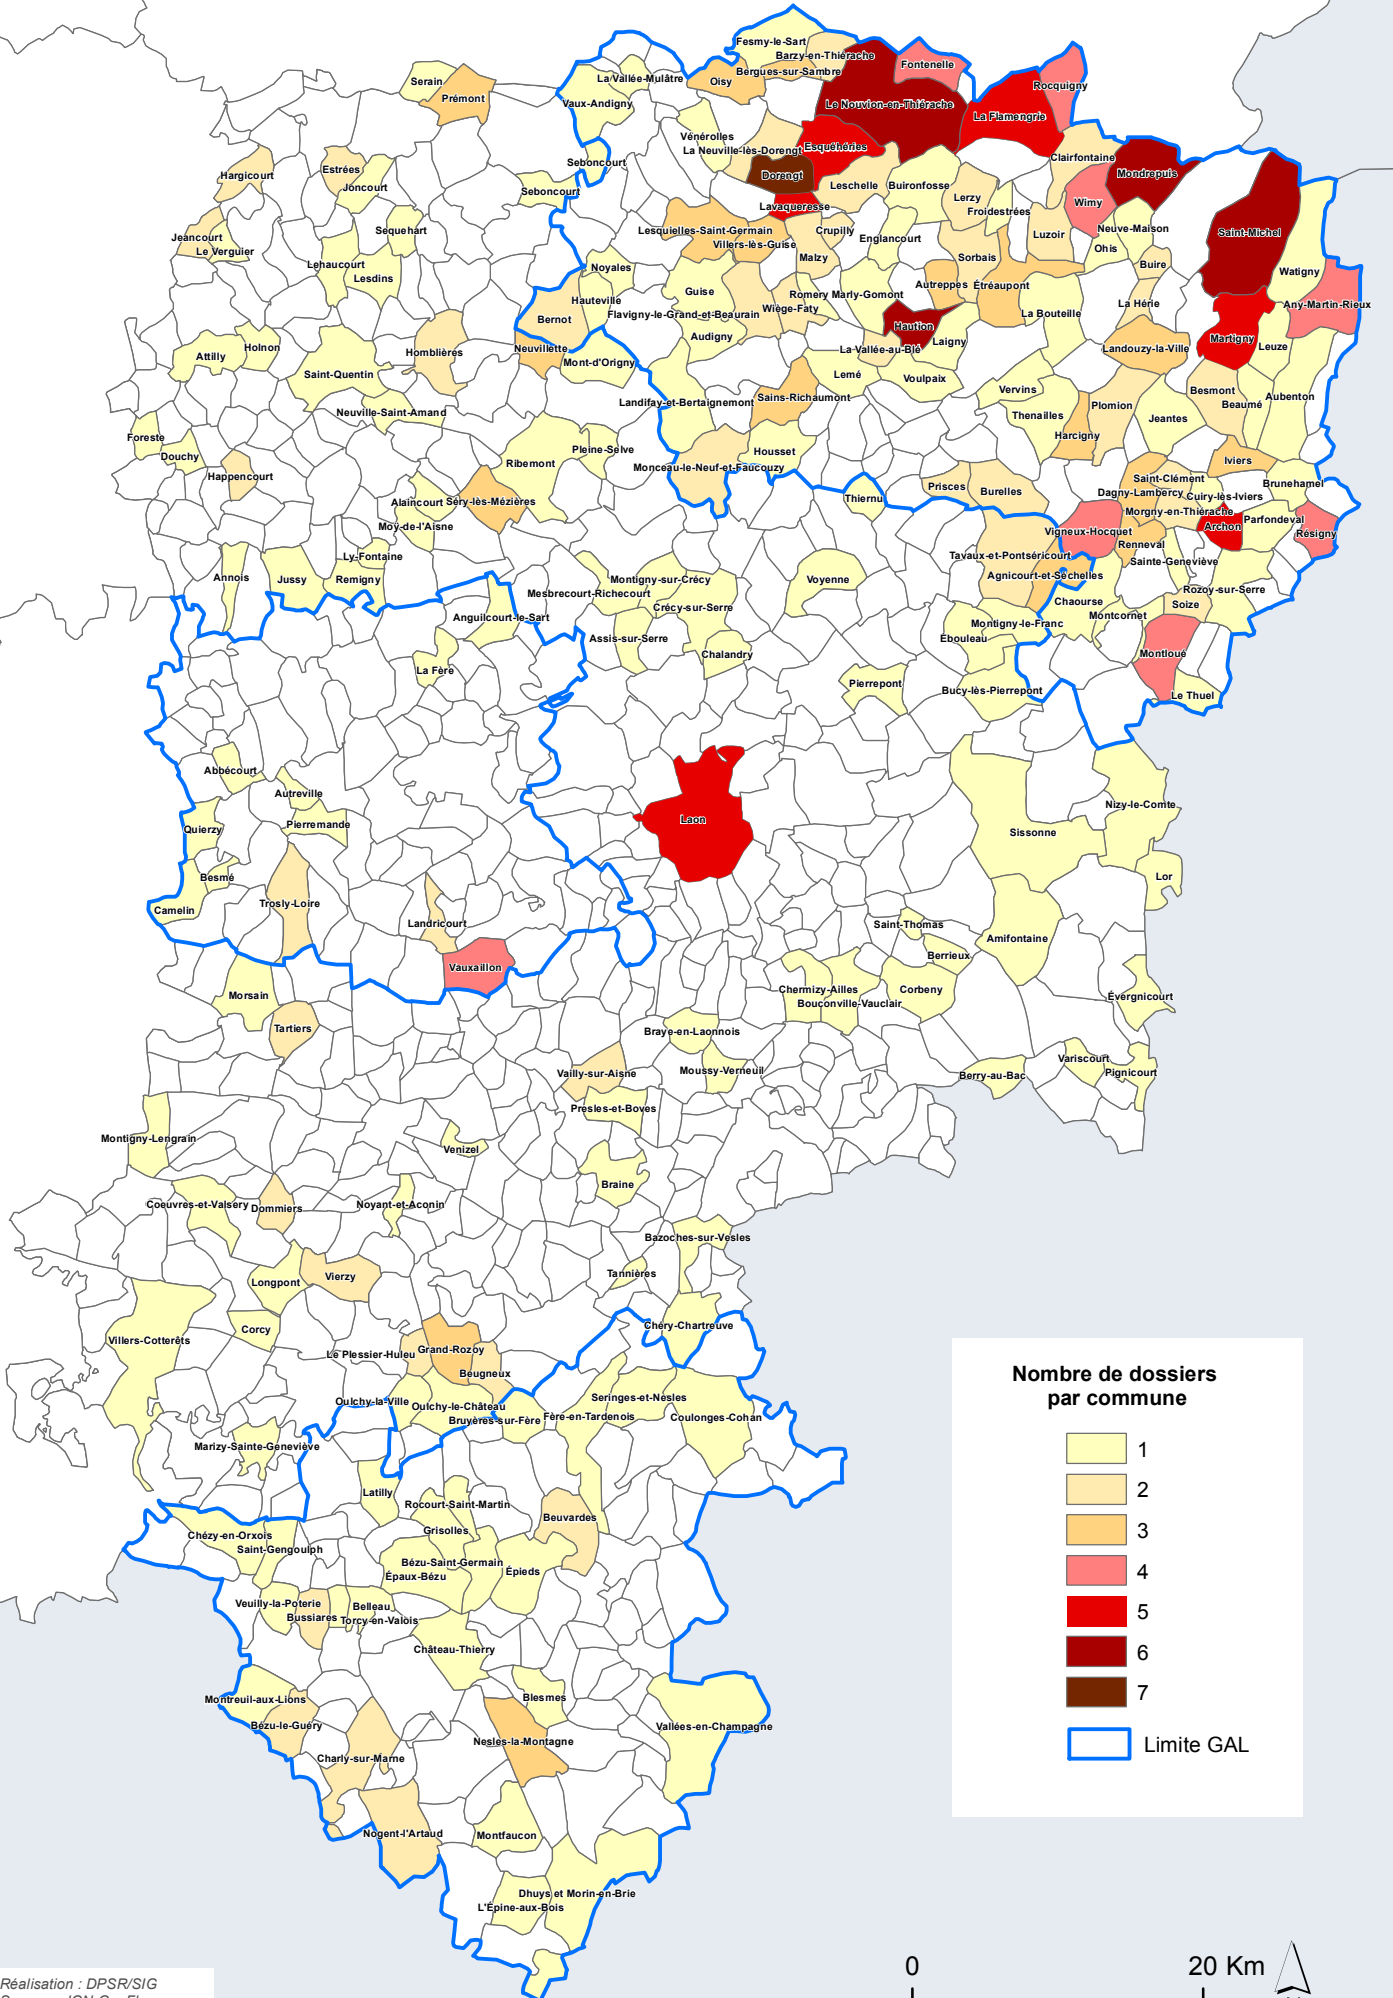 Fesmy-le-Sart
Barzy-en-Thiérache
Bergues-sur-Sambre
Fontenelle
Oisy
La Vallée-Mulâtre
Serain
Prémont
Vaux-Andigny
Rocquigny
Le Nouvion-en-Thiérache
La Flamengrie
Vénérolles
La Neuville-lès-Dorengt
Esquéhéries
Clairfontaine
Mondrepuis
Seboncourt
Hargicourt
Estrées
Joncourt
Seboncourt
Dorengt
Leschelle
Buironfosse
Lerzy
Froidestrées
Wimy
Lavaqueresse
Sequehart
Lesquielles-Saint-Germain
Villers-lès-Guise
Crupilly
Englancourt
Luzoir
Neuve-Maison
Ohis
Saint-Michel
Jeancourt
Le Verguier
Lehaucourt
Lesdins
Noyales
Malzy
Sorbais
Buire
Watigny
Hauteville
Guise
Romery
Marly-Gomont
Autreppes
Étréaupont
La Hérie
Any-Martin-Rieux
Bernot
Flavigny-le-Grand-et-Beaurain
Wiège-Faty
La Bouteille
Audigny
Haution
Laigny
Martigny
Leuze
Attilly
Holnon
Homblières
Neuvillette
Mont-d'Origny
La Vallée-au-Blé
Landouzy-la-Ville
Saint-Quentin
Lemé
Voulpaix
Vervins
Besmont
Beaumé
Aubenton
Neuville-Saint-Amand
Landifay-et-Bertaignemont
Sains-Richaumont
Thenailles
Plomion
Jeantes
Harcigny
Foreste
Douchy
Ribemont
Pleine-Selve
Housset
Monceau-le-Neuf-et-Faucouzy
Iviers
Happencourt
Prisces
Burelles
Saint-Clément
Dagny-Lambercy
Cuiry-lès-Iviers
Brunehamel
Alaincourt
Séry-lès-Mézières
Thiernu
Morgny-en-Thiérache
Parfondeval
Moÿ-de-l'Aisne
Vigneux-Hocquet
Renneval
Archon
Résigny
Ly-Fontaine
Tavaux-et-Pontséricourt
Sainte-Geneviève
Annois
Jussy
Remigny
Montigny-sur-Crécy
Voyenne
Agnicourt-et-Séchelles
Mesbrecourt-Richecourt
Rozoy-sur-Serre
Crécy-sur-Serre
Chaourse
Soize
Anguilcourt-le-Sart
Montigny-le-Franc
Montcornet
Assis-sur-Serre
Ébouleau
Chalandry
Montloué
La Fère
Pierrepont
Bucy-lès-Pierrepont
Le Thuel
Abbécourt
Autreville
Nizy-le-Comte
Quierzy
Pierremande
Laon
Sissonne
Besmé
Lor
Camelin
Trosly-Loire
Landricourt
Saint-Thomas
Amifontaine
Berrieux
Vauxaillon
Morsain
Chermizy-Ailles
Corbeny
Bouconville-Vauclair
Évergnicourt
Tartiers
Braye-en-Laonnois
Variscourt
Vailly-sur-Aisne
Moussy-Verneuil
Berry-au-Bac
Pignicourt
Presles-et-Boves
Montigny-Lengrain
Venizel
Braine
Coeuvres-et-Valsery
Dommiers
Noyant-et-Aconin
Bazoches-sur-Vesles
Longpont
Vierzy
Tannières
Corcy
Chéry-Chartreuve
Villers-Cotterêts
Le Plessier-Huleu
Grand-Rozoy
Beugneux
Oulchy-la-Ville
Oulchy-le-Château
Seringes-et-Nesles
Bruyères-sur-Fère
Fère-en-Tardenois
Coulonges-Cohan
Marizy-Sainte-Geneviève
Latilly
Rocourt-Saint-Martin
Beuvardes
Chézy-en-Orxois
Grisolles
Saint-Gengoulph
Bézu-Saint-Germain
Épaux-Bézu
Épieds
Veuilly-la-Poterie
Belleau
Bussiares
Torcy-en-Valois
Château-Thierry
Montreuil-aux-Lions
Blesmes
Bézu-le-Guéry
Vallées-en-Champagne
Nesles-la-Montagne
Charly-sur-Marne
Nogent-l'Artaud
Montfaucon
Dhuys et Morin-en-Brie
L'Épine-aux-Bois
Nombre de dossiers
par commune
1
2
3
4
5
6
7
Limite GAL
0 20 Km
Réalisation : DPSR/SIG